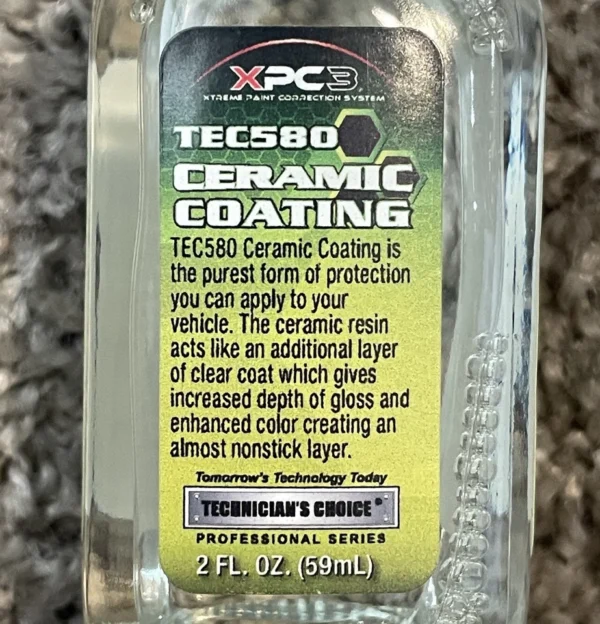 XPC3
XTREME PAINT CORRECTION SYSTEM
TEC580
CERAMIC
COATING
TEC580 Ceramic Coating is
the purest form of protection
you can apply to your
vehicle. The ceramic resin
acts like an additional layer
of clear coat which gives
increased depth of gloss and
enhanced color creating an
almost nonstick layer.
Tomorrow's Technology Today
TECHNICIAN'S CHOICE®
PROFESSIONAL SERIES
2 FL. OZ. (59mL)